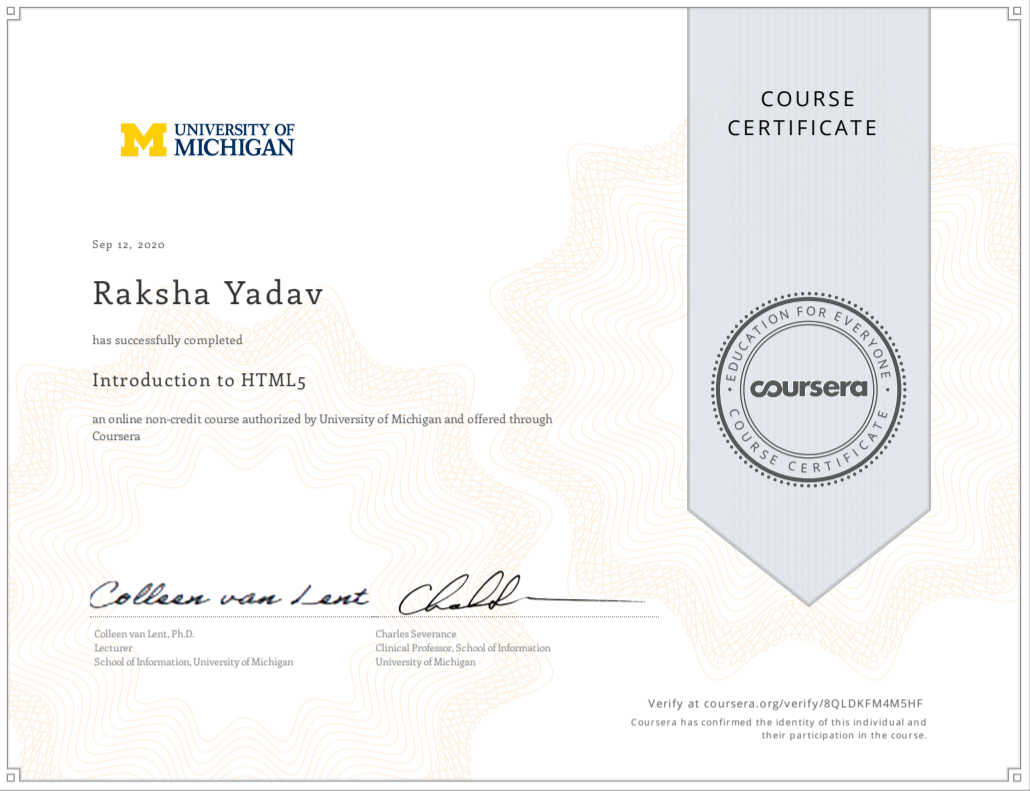 COURSE
CERTIFICATE
M UNIVERSITY OF
MICHIGAN
Sep 12, 2020
Raksha Yadav
has successfully completed
Introduction to HTML5
an online non-credit course authorized by University of Michigan and offered through
Coursera
EDUCATION FOR EVERYONE
coursera
COURSE CERTIFICATE
Colleen van Lent
Colleen van Lent, Ph.D.
Lecturer
School of Information, University of Michigan
Charles Severance
Clinical Professor, School of Information
University of Michigan
Verify at coursera.org/verify/8QLDKFM4M5HF
Coursera has confirmed the identity of this individual and
their participation in the course.